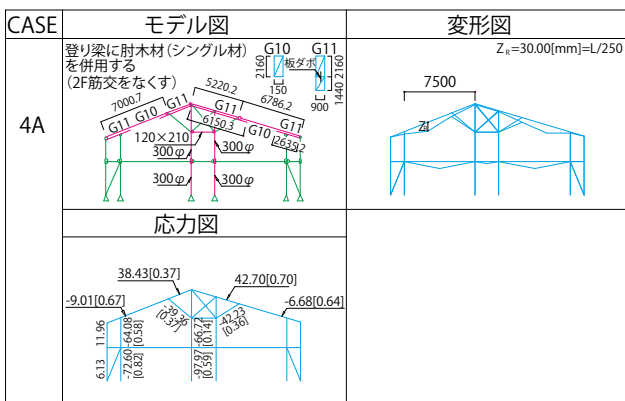 CASE
モデル図
変形図
4A
登り梁に肘木材(シングル材)
を併用する
(2F筋交をなくす)
G10
G11
2160
板ダボ
2160
1440
150
900
7000.7
5220.2
6786.2
G11
G10
G11
G11
6150.3
G10
G11
2635.2
120×210
300φ
300φ
300φ
300φ
ZR=30.00[mm]=L/250
7500
ZR
応力図
38.43[0.37]
42.70[0.70]
-9.01[0.67]
-6.68[0.64]
-39.36
[0.37]
-42.23
[0.36]
11.96
-64.08
[0.58]
-66.72
[0.14]
6.13
-72.60
[0.82]
-97.97
[0.59]